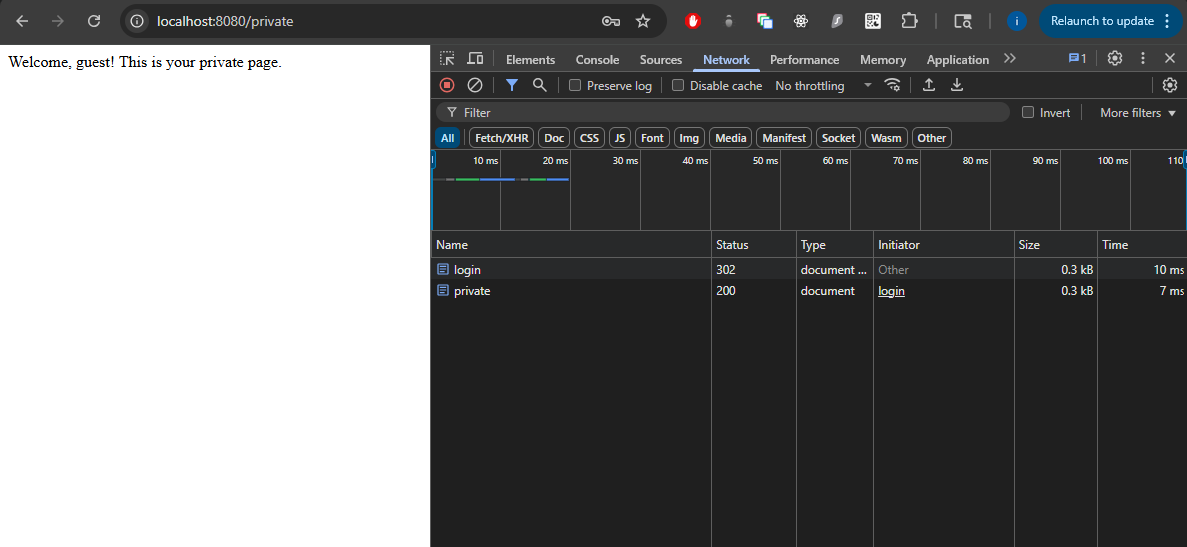 localhost:8080/private
i
Relaunch to update
Welcome, guest! This is your private page.
Elements Console Sources Network Performance Memory Application 1
Preserve log Disable cache No throttling
Filter Invert More filters
All Fetch/XHR Doc CSS JS Font Img Media Manifest Socket Wasm Other
10 ms 20 ms 30 ms 40 ms 50 ms 60 ms 70 ms 80 ms 90 ms 100 ms 110
Name Status Type Initiator Size Time
login 302 document ... Other 0.3 kB 10 ms
private 200 document login 0.3 kB 7 ms